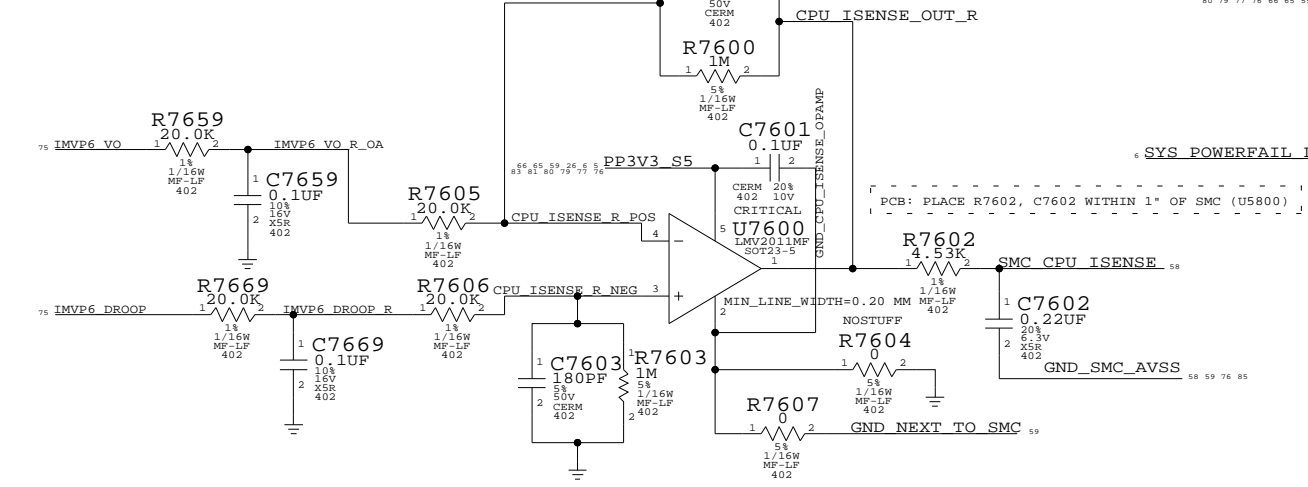 50V
CERM
402
CPU_ISENSE_OUT_R
R7600
1M
1 2
5%
1/16W
MF-LF
402
R7659
20.0K
75 IMVP6_VO 1 2 IMVP6_VO_R_OA
1%
1/16W
MF-LF
402
1 C7659
0.1UF
10%
16V
2 X5R
402
R7605
20.0K
1 2 CPU_ISENSE_R_POS
1%
1/16W
MF-LF
402
66 65 59 26 6 5 PP3V3_S5
83 81 80 79 77 76
C7601
0.1UF
1 2
CERM 20%
402 10V
GND_CPU_ISENSE_OPAMP
CRITICAL
U7600
LMV2011MF
SOT23-5
4 5 1 3 2
− +
6 SYS_POWERFAIL_
PCB: PLACE R7602, C7602 WITHIN 1" OF SMC (U5800)
R7602
4.53K
1 2 SMC_CPU_ISENSE 58
1%
1/16W
MF-LF
402
1 C7602
0.22UF
20%
6.3V
2 X5R
402
GND_SMC_AVSS 58 59 76 85
R7669
20.0K
75 IMVP6_DROOP 1 2 IMVP6_DROOP_R
1%
1/16W
MF-LF
402
1 C7669
0.1UF
10%
16V
2 X5R
402
R7606
20.0K
1 2 CPU_ISENSE_R_NEG
1%
1/16W
MF-LF
402
MIN_LINE_WIDTH=0.20 MM
1 C7603
180PF
5%
50V
2 CERM
402
1 R7603
1M
5%
1/16W
MF-LF
2 402
NOSTUFF
R7604
0
1 2
5%
1/16W
MF-LF
402
R7607
0
1 2 GND_NEXT_TO_SMC 59
5%
1/16W
MF-LF
402